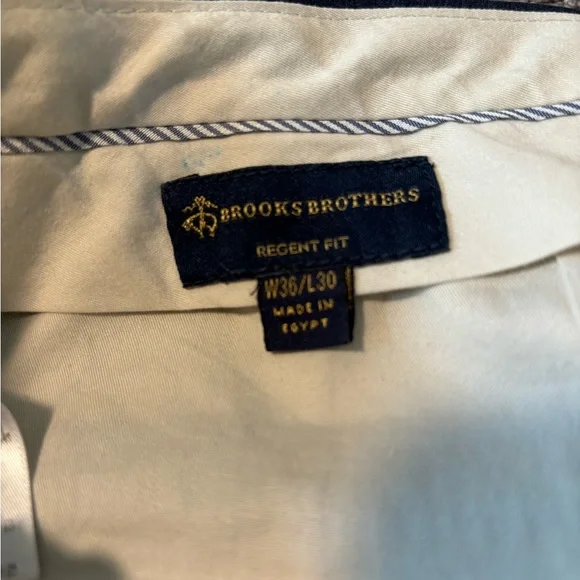 BROOKS BROTHERS
REGENT FIT
W36/L30
MADE IN
EGYPT